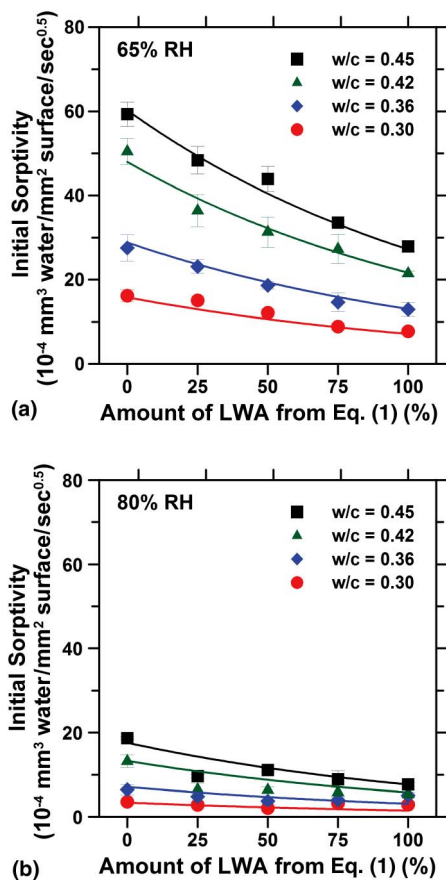 65% RH
w/c = 0.45
w/c = 0.42
w/c = 0.36
w/c = 0.30
80
60
40
20
0
Initial Sorptivity
(10⁻⁴ mm³ water/mm² surface/sec⁰·⁵)
0 25 50 75 100
(a) Amount of LWA from Eq. (1) (%)
80% RH
w/c = 0.45
w/c = 0.42
w/c = 0.36
w/c = 0.30
80
60
40
20
0
Initial Sorptivity
(10⁻⁴ mm³ water/mm² surface/sec⁰·⁵)
0 25 50 75 100
(b) Amount of LWA from Eq. (1) (%)